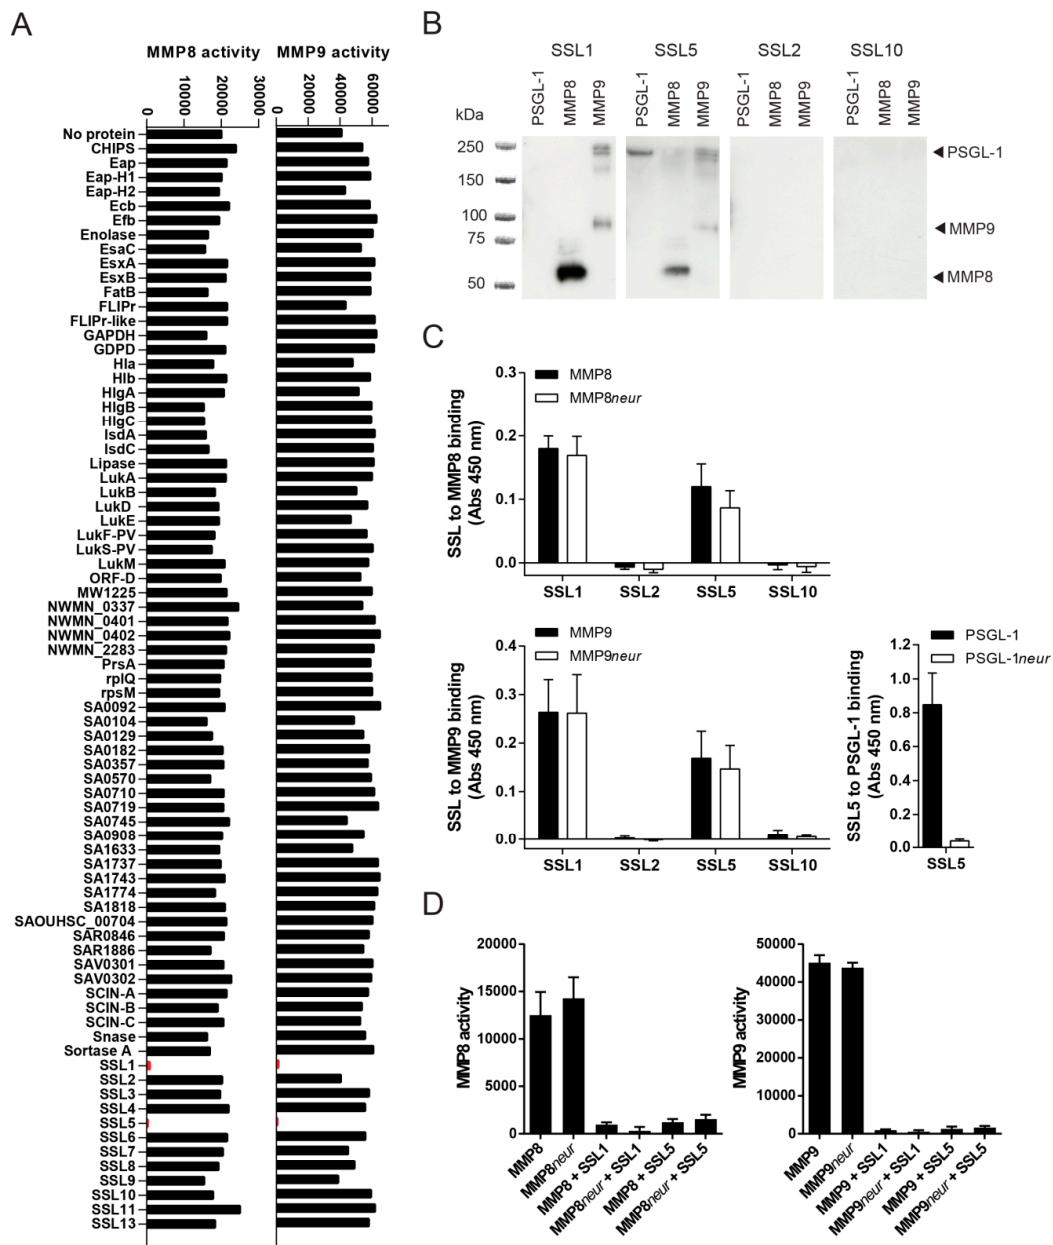 A
MMP8 activity
MMP9 activity
0
10000
20000
30000
0
20000
40000
60000
No protein
CHIPS
Eap
Eap-H1
Eap-H2
Ecb
Efb
Enolase
EsaC
EsxA
EsxB
FatB
FLIPr
FLIPr-like
GAPDH
GDPD
Hla
Hlb
HlgA
HlgB
HlgC
IsdA
IsdC
Lipase
LukA
LukB
LukD
LukE
LukF-PV
LukS-PV
LukM
ORF-D
MW1225
NWMN_0337
NWMN_0401
NWMN_0402
NWMN_2283
PrsA
rplQ
rpsM
SA0092
SA0104
SA0129
SA0182
SA0357
SA0570
SA0710
SA0719
SA0745
SA0908
SA1633
SA1737
SA1743
SA1774
SA1818
SAOUHSC_00704
SAR0846
SAR1886
SAV0301
SAV0302
SCIN-A
SCIN-B
SCIN-C
Snase
Sortase A
SSL1
SSL2
SSL3
SSL4
SSL5
SSL6
SSL7
SSL8
SSL9
SSL10
SSL11
SSL13
B
SSL1
SSL5
SSL2
SSL10
PSGL-1
MMP8
MMP9
PSGL-1
MMP8
MMP9
PSGL-1
MMP8
MMP9
PSGL-1
MMP8
MMP9
kDa
250
150
100
75
50
PSGL-1
MMP9
MMP8
C
SSL to MMP8 binding
(Abs 450 nm)
0.3
0.2
0.1
0.0
MMP8
MMP8neur
SSL1
SSL2
SSL5
SSL10
SSL to MMP9 binding
(Abs 450 nm)
0.4
0.3
0.2
0.1
0.0
MMP9
MMP9neur
SSL1
SSL2
SSL5
SSL10
SSL5 to PSGL-1 binding
(Abs 450 nm)
1.2
1.0
0.8
0.6
0.4
0.2
0.0
PSGL-1
PSGL-1neur
SSL5
D
MMP8 activity
20000
15000
10000
5000
0
MMP8
MMP8neur
MMP8 + SSL1
MMP8neur + SSL1
MMP8 + SSL5
MMP8neur + SSL5
MMP9 activity
50000
40000
30000
20000
10000
0
MMP9
MMP9neur
MMP9 + SSL1
MMP9neur + SSL1
MMP9 + SSL5
MMP9neur + SSL5